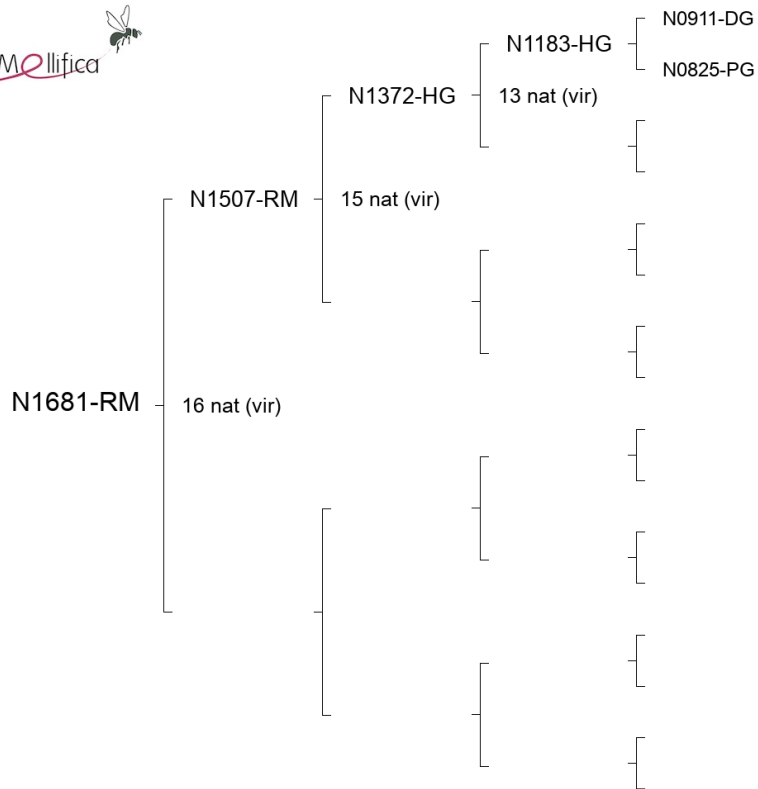 Mellifica
N0911-DG
N1183-HG
N0825-PG
N1372-HG
13 nat (vir)
N1507-RM
15 nat (vir)
N1681-RM
16 nat (vir)